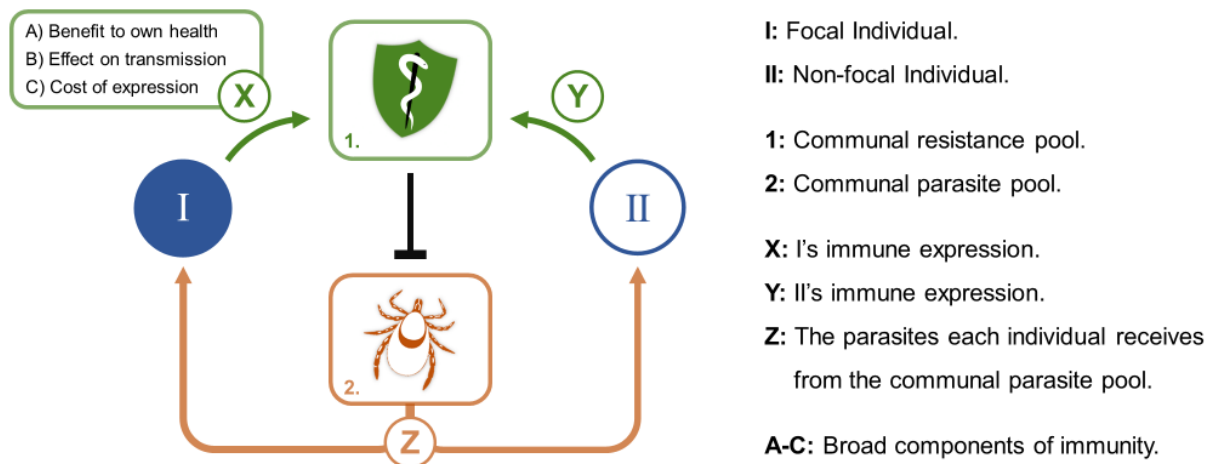 A) Benefit to own health
B) Effect on transmission
C) Cost of expression
X
Y
1.
I
II
2.
Z
I: Focal Individual.
II: Non-focal Individual.
1: Communal resistance pool.
2: Communal parasite pool.
X: I's immune expression.
Y: II's immune expression.
Z: The parasites each individual receives
from the communal parasite pool.
A-C: Broad components of immunity.